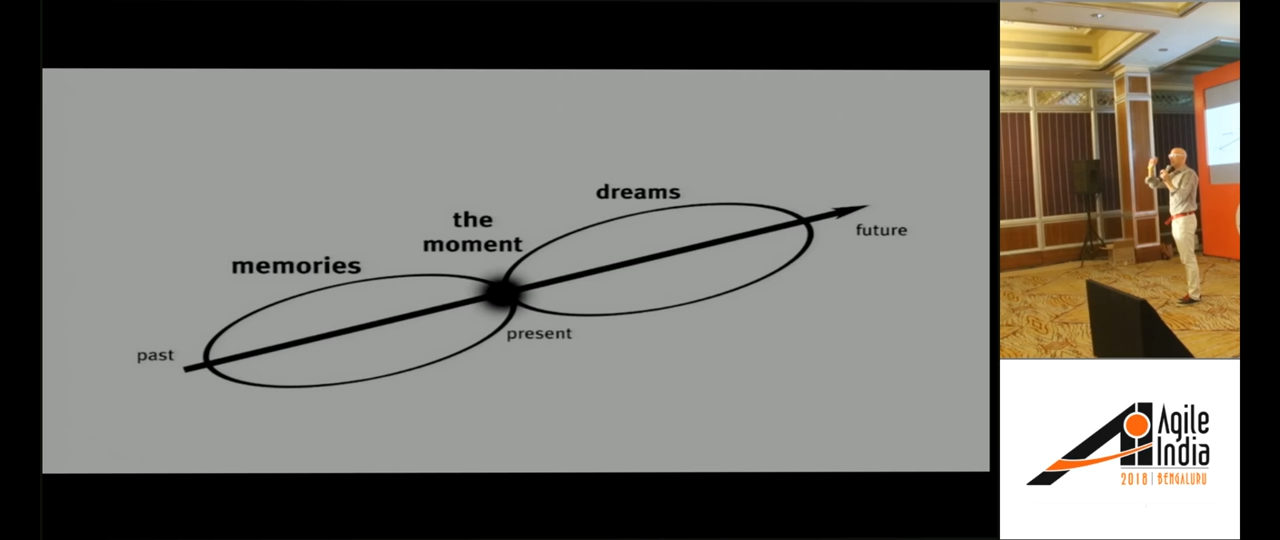 dreams
the
moment
future
memories
present
past
Agile
India
2018 | BENGALURU